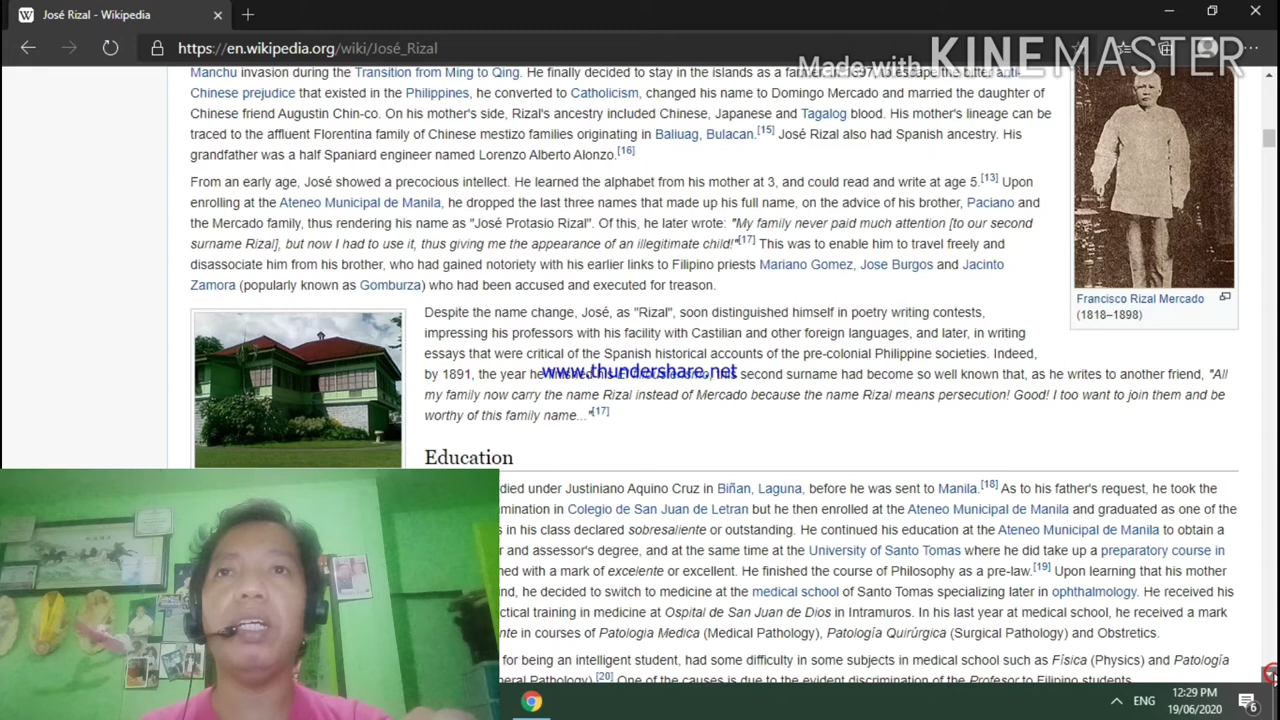 José Rizal - Wikipedia
https://en.wikipedia.org/wiki/José_Rizal
Made with KINEMASTER
Manchu invasion during the Transition from Ming to Qing. He finally decided to stay in the islands as a farmer. In 1697, to escape the bitter anti-
Chinese prejudice that existed in the Philippines, he converted to Catholicism, changed his name to Domingo Mercado and married the daughter of
Chinese friend Augustin Chin-co. On his mother's side, Rizal's ancestry included Chinese, Japanese and Tagalog blood. His mother's lineage can be
traced to the affluent Florentina family of Chinese mestizo families originating in Baliuag, Bulacan.[15] José Rizal also had Spanish ancestry. His
grandfather was a half Spaniard engineer named Lorenzo Alberto Alonzo.[16]
From an early age, José showed a precocious intellect. He learned the alphabet from his mother at 3, and could read and write at age 5.[13] Upon
enrolling at the Ateneo Municipal de Manila, he dropped the last three names that made up his full name, on the advice of his brother, Paciano and
the Mercado family, thus rendering his name as "José Protasio Rizal". Of this, he later wrote: "My family never paid much attention [to our second
surname Rizal], but now I had to use it, thus giving me the appearance of an illegitimate child!"[17] This was to enable him to travel freely and
disassociate him from his brother, who had gained notoriety with his earlier links to Filipino priests Mariano Gomez, Jose Burgos and Jacinto
Zamora (popularly known as Gomburza) who had been accused and executed for treason.
Francisco Rizal Mercado
(1818–1898)
Despite the name change, José, as "Rizal", soon distinguished himself in poetry writing contests,
impressing his professors with his facility with Castilian and other foreign languages, and later, in writing
essays that were critical of the Spanish historical accounts of the pre-colonial Philippine societies. Indeed,
by 1891, the year he finished his second surname had become so well known that, as he writes to another friend, "All
www.thundershare.net
my family now carry the name Rizal instead of Mercado because the name Rizal means persecution! Good! I too want to join them and be
worthy of this family name..."[17]
Education
died under Justiniano Aquino Cruz in Biñan, Laguna, before he was sent to Manila.[18] As to his father's request, he took the
mination in Colegio de San Juan de Letran but he then enrolled at the Ateneo Municipal de Manila and graduated as one of the
s in his class declared sobresaliente or outstanding. He continued his education at the Ateneo Municipal de Manila to obtain a
r and assessor's degree, and at the same time at the University of Santo Tomas where he did take up a preparatory course in
ned with a mark of excelente or excellent. He finished the course of Philosophy as a pre-law.[19] Upon learning that his mother
nd, he decided to switch to medicine at the medical school of Santo Tomas specializing later in ophthalmology. He received his
ctical training in medicine at Ospital de San Juan de Dios in Intramuros. In his last year at medical school, he received a mark
nte in courses of Patologia Medica (Medical Pathology), Patología Quirúrgica (Surgical Pathology) and Obstretics.
for being an intelligent student, had some difficulty in some subjects in medical school such as Física (Physics) and Patología
General Pathology).[20] One of the causes is due to the evident discrimination of the Profesor to Filipino students
ENG
12:29 PM
19/06/2020
6